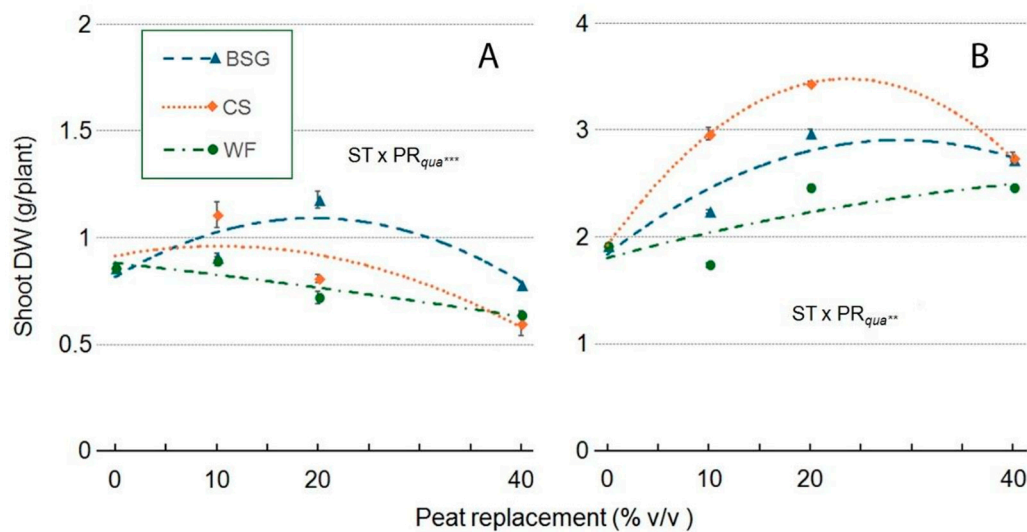 2
1.5
1
0.5
0
Shoot DW (g/plant)
BSG
CS
WF
A
ST x PRqua***
0 10 20 40
4
3
2
1
0
B
ST x PRqua**
0 10 20 40
Peat replacement (% v/v )